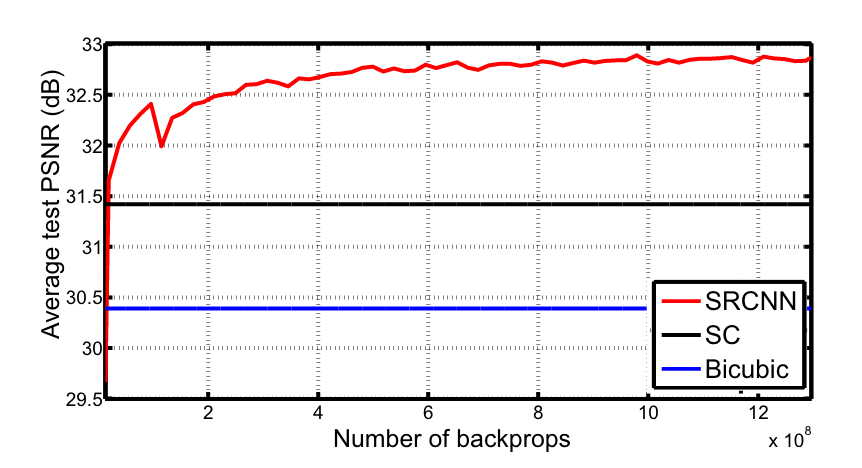 33
32.5
32
31.5
31
30.5
30
29.5
Average test PSNR (dB)
SRCNN
SC
Bicubic
2 4 6 8 10 12
Number of backprops
x 10⁸